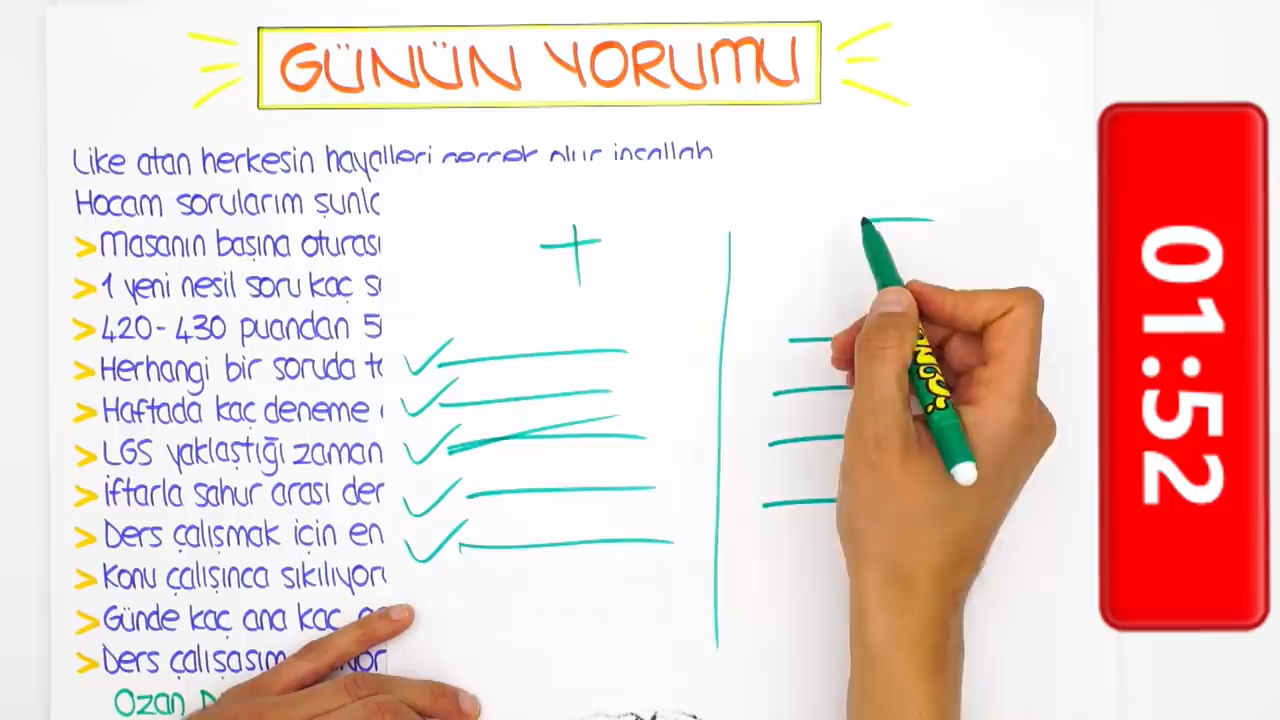 GÜNÜN YORUMU
Like atan herkesin hayalleri gerçek olur inşallah
Hocam sorularım şunla
> Masanın başına oturası
> 1 yeni nesil soru kaç s
> 420-430 puandan 5
> Herhangi bir soruda t
> Haftada kaç deneme
> LGS yaklaştığı zaman
> İftarla sahur arası der
> Ders çalışmak için en
> Konu çalışınca sıkılıyor
> Günde kaç ana kaç
> Ders çalışasım
Ozan
+
01:52